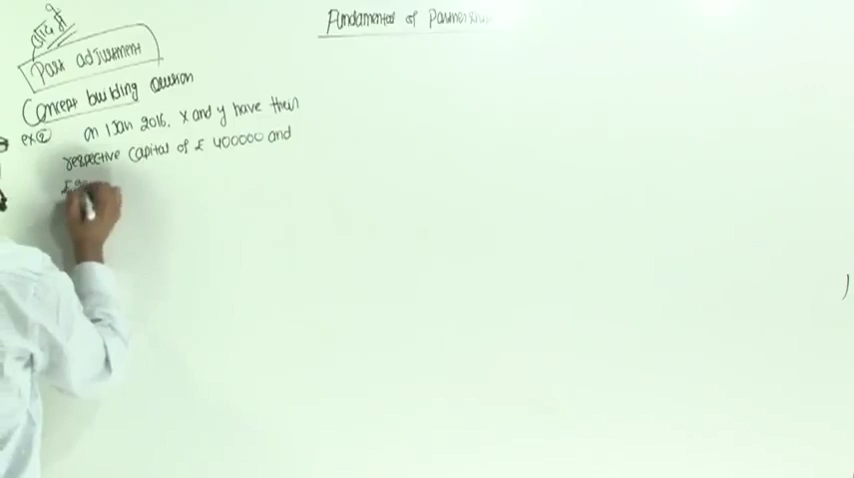 Fundamental of
Past adjustment
Concept building Question
ex② on 1 Jan 2016, x and y have their
respective Capital of £ 400000 and